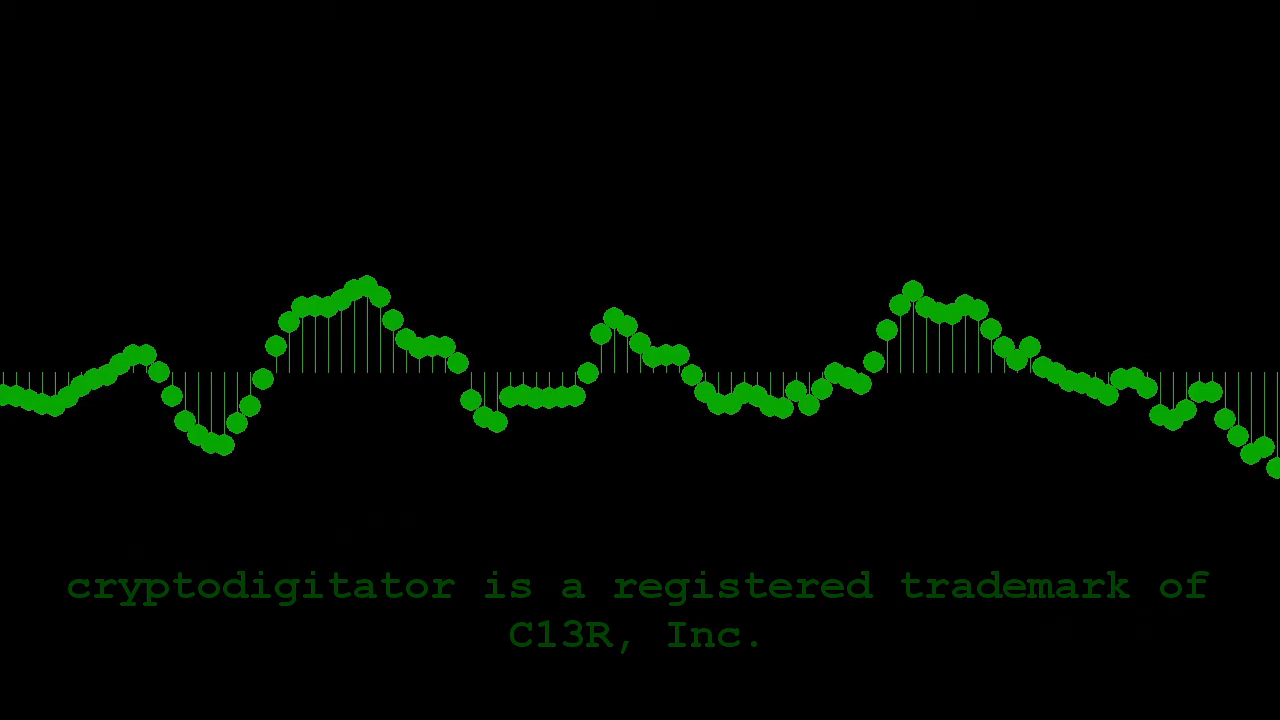 cryptodigitator is a registered trademark of
C13R, Inc.